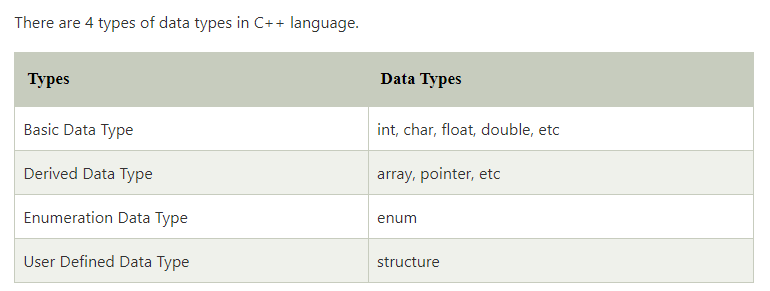 There are 4 types of data types in C++ language.
Types Data Types
Basic Data Type int, char, float, double, etc
Derived Data Type array, pointer, etc
Enumeration Data Type enum
User Defined Data Type structure